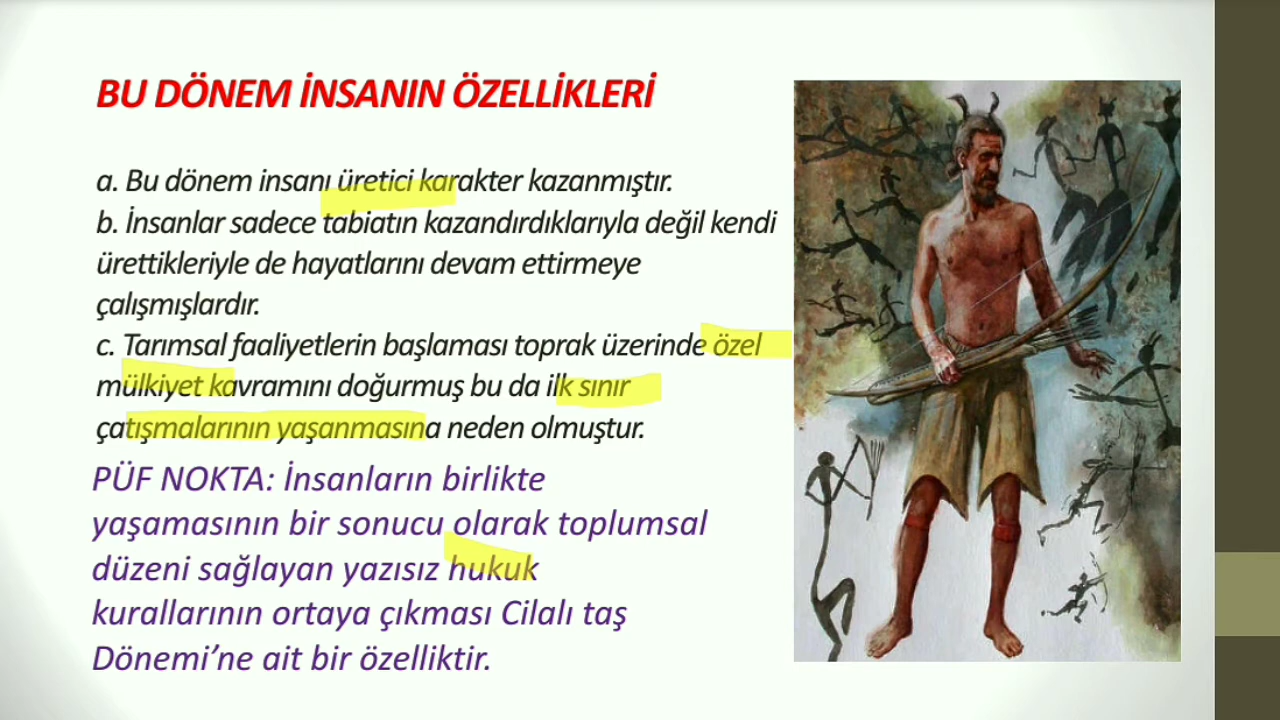 BU DÖNEM İNSANIN ÖZELLİKLERİ
a. Bu dönem insanı üretici karakter kazanmıştır.
b. İnsanlar sadece tabiatın kazandırdıklarıyla değil kendi
ürettikleriyle de hayatlarını devam ettirmeye
çalışmışlardır.
c. Tarımsal faaliyetlerin başlaması toprak üzerinde özel
mülkiyet kavramını doğurmuş bu da ilk sınır
çatışmalarının yaşanmasına neden olmuştur.
PÜF NOKTA: İnsanların birlikte
yaşamasının bir sonucu olarak toplumsal
düzeni sağlayan yazısız hukuk
kurallarının ortaya çıkması Cilalı taş
Dönemi’ne ait bir özelliktir.